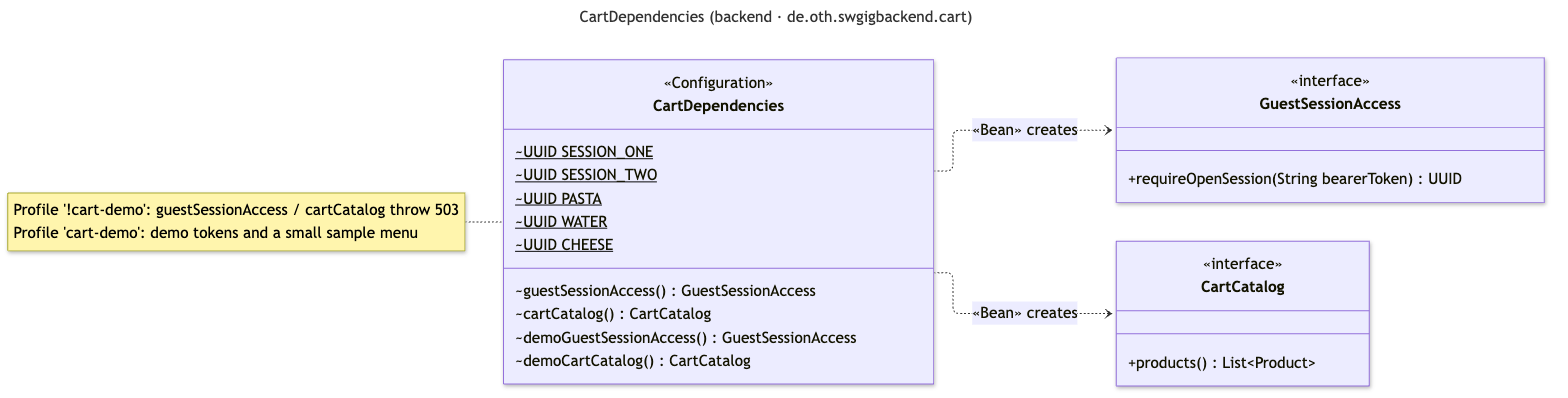 CartDependencies (backend · de.oth.swgigbackend.cart)
Profile '!cart-demo': guestSessionAccess / cartCatalog throw 503
Profile 'cart-demo': demo tokens and a small sample menu
«Configuration»
CartDependencies
~UUID SESSION_ONE
~UUID SESSION_TWO
~UUID PASTA
~UUID WATER
~UUID CHEESE
~guestSessionAccess() : GuestSessionAccess
~cartCatalog() : CartCatalog
~demoGuestSessionAccess() : GuestSessionAccess
~demoCartCatalog() : CartCatalog
«Bean» creates
«Bean» creates
«interface»
GuestSessionAccess
+requireOpenSession(String bearerToken) : UUID
«interface»
CartCatalog
+products() : List<Product>